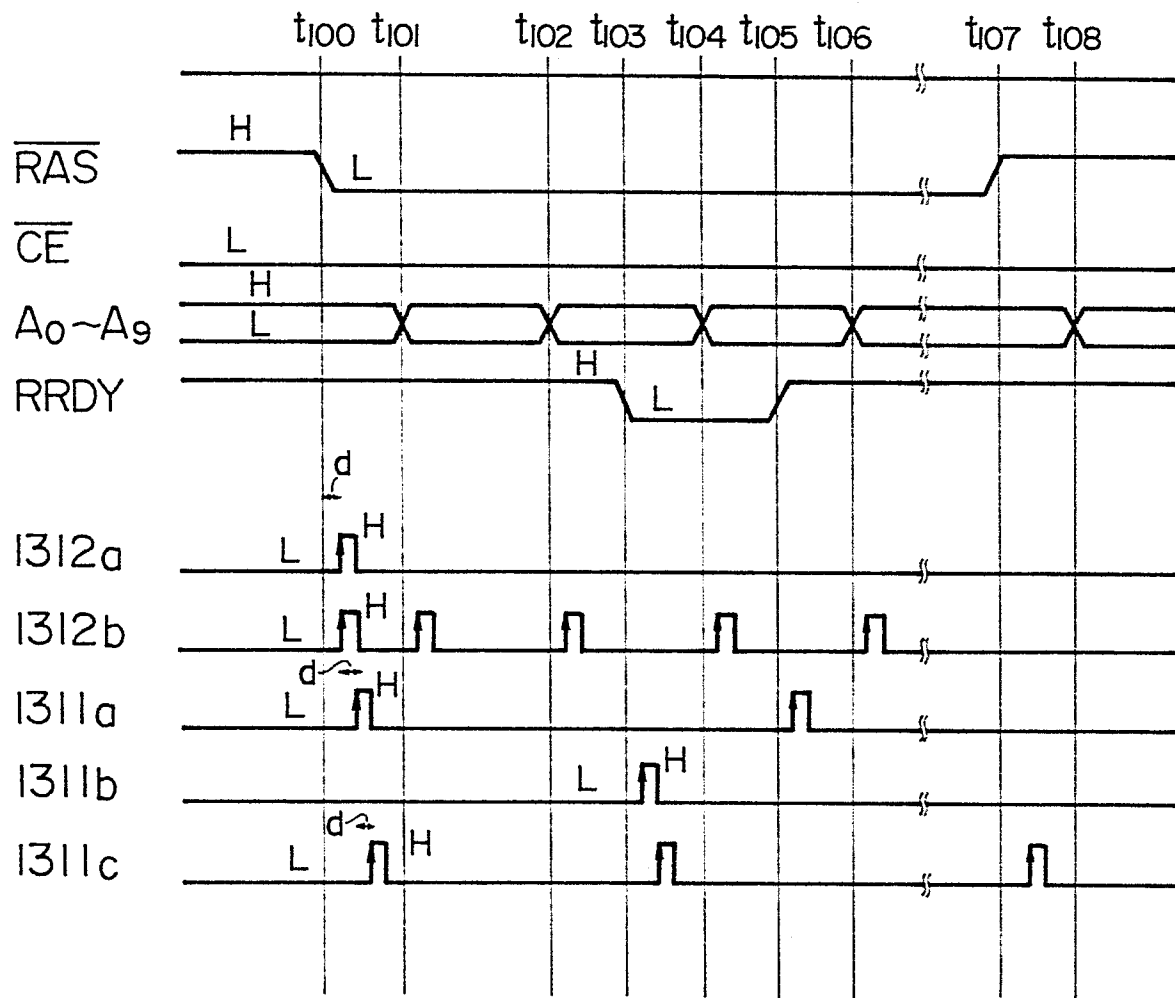 t100 t101 t102 t103 t104 t105 t106 t107 t108
H
RAS L
CE L
H
A0~A9 L
RRDY H L
d
1312a L H
1312b L H
d
1311a L H
1311b L H
d
1311c L H